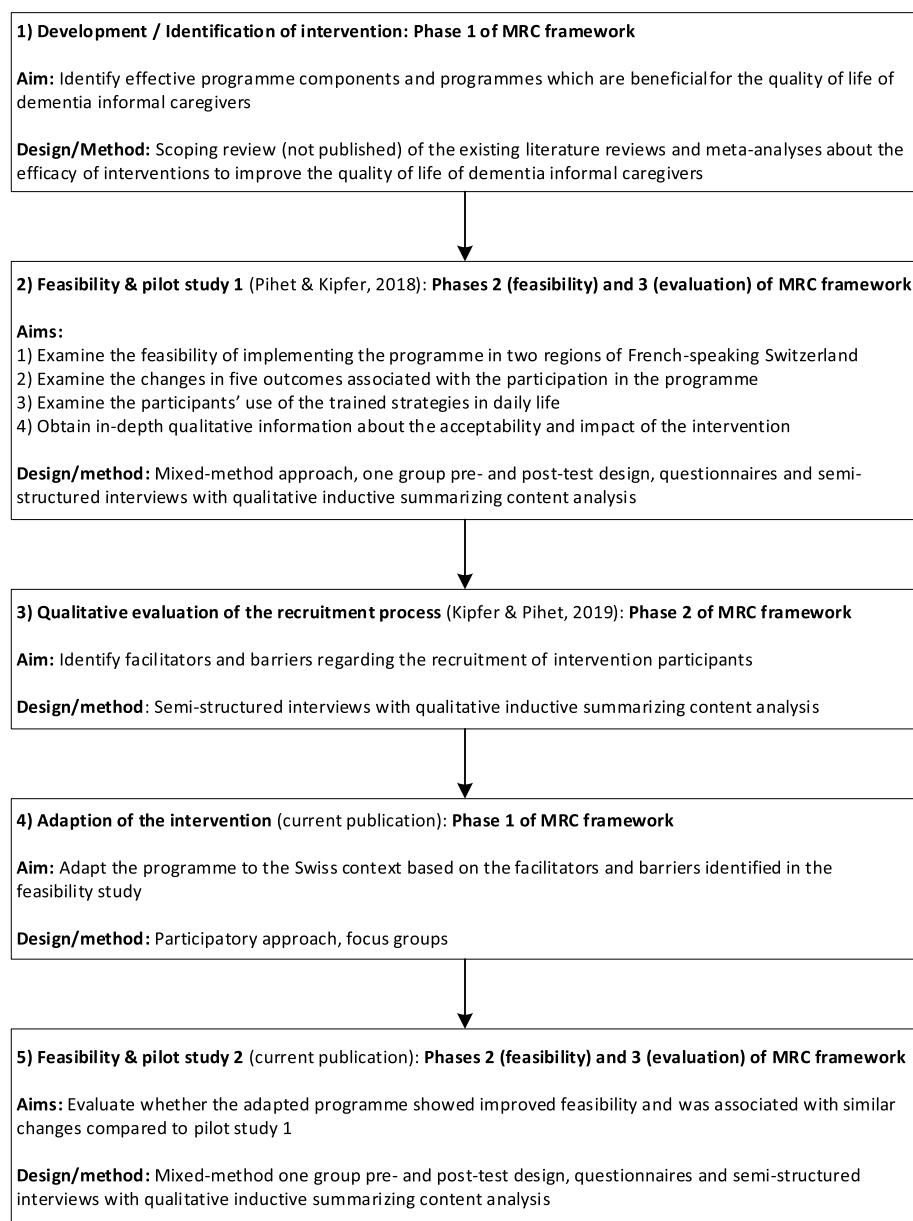 1) Development / Identification of intervention: Phase 1 of MRC framework
Aim: Identify effective programme components and programmes which are beneficial for the quality of life of
dementia informal caregivers
Design/Method: Scoping review (not published) of the existing literature reviews and meta-analyses about the
efficacy of interventions to improve the quality of life of dementia informal caregivers
2) Feasibility & pilot study 1 (Pihet & Kipfer, 2018): Phases 2 (feasibility) and 3 (evaluation) of MRC framework
Aims:
1) Examine the feasibility of implementing the programme in two regions of French-speaking Switzerland
2) Examine the changes in five outcomes associated with the participation in the programme
3) Examine the participants' use of the trained strategies in daily life
4) Obtain in-depth qualitative information about the acceptability and impact of the intervention
Design/method: Mixed-method approach, one group pre- and post-test design, questionnaires and semi-
structured interviews with qualitative inductive summarizing content analysis
3) Qualitative evaluation of the recruitment process (Kipfer & Pihet, 2019): Phase 2 of MRC framework
Aim: Identify facilitators and barriers regarding the recruitment of intervention participants
Design/method: Semi-structured interviews with qualitative inductive summarizing content analysis
4) Adaption of the intervention (current publication): Phase 1 of MRC framework
Aim: Adapt the programme to the Swiss context based on the facilitators and barriers identified in the
feasibility study
Design/method: Participatory approach, focus groups
5) Feasibility & pilot study 2 (current publication): Phases 2 (feasibility) and 3 (evaluation) of MRC framework
Aims: Evaluate whether the adapted programme showed improved feasibility and was associated with similar
changes compared to pilot study 1
Design/method: Mixed-method one group pre- and post-test design, questionnaires and semi-structured
interviews with qualitative inductive summarizing content analysis